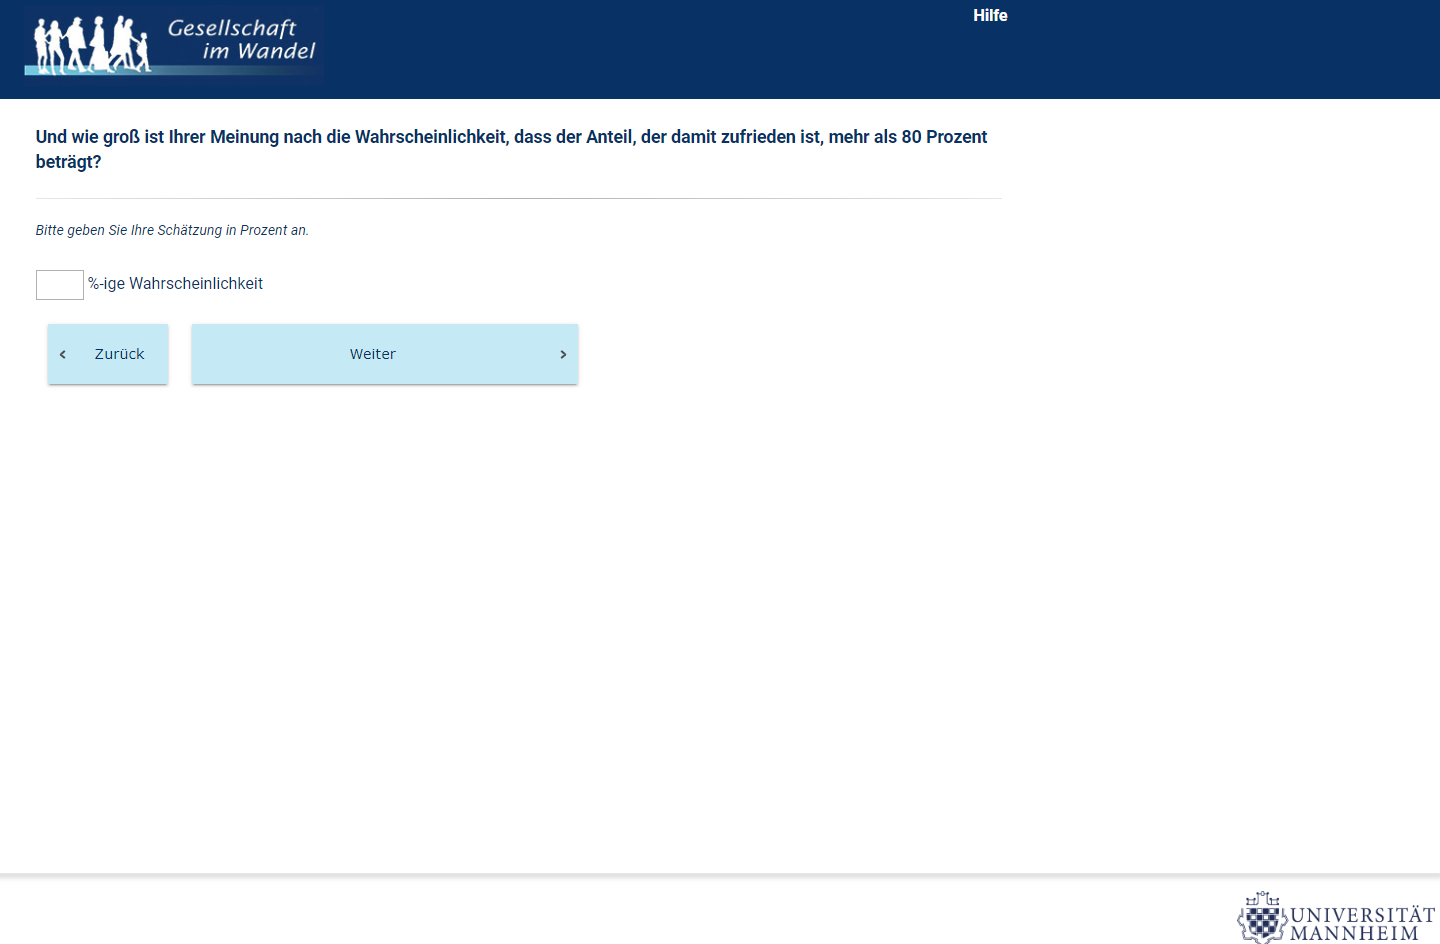 Gesellschaft
im Wandel
Hilfe
Und wie groß ist Ihrer Meinung nach die Wahrscheinlichkeit, dass der Anteil, der damit zufrieden ist, mehr als 80 Prozent
beträgt?
Bitte geben Sie Ihre Schätzung in Prozent an.
%-ige Wahrscheinlichkeit
Zurück
Weiter
UNIVERSITÄT
MANNHEIM